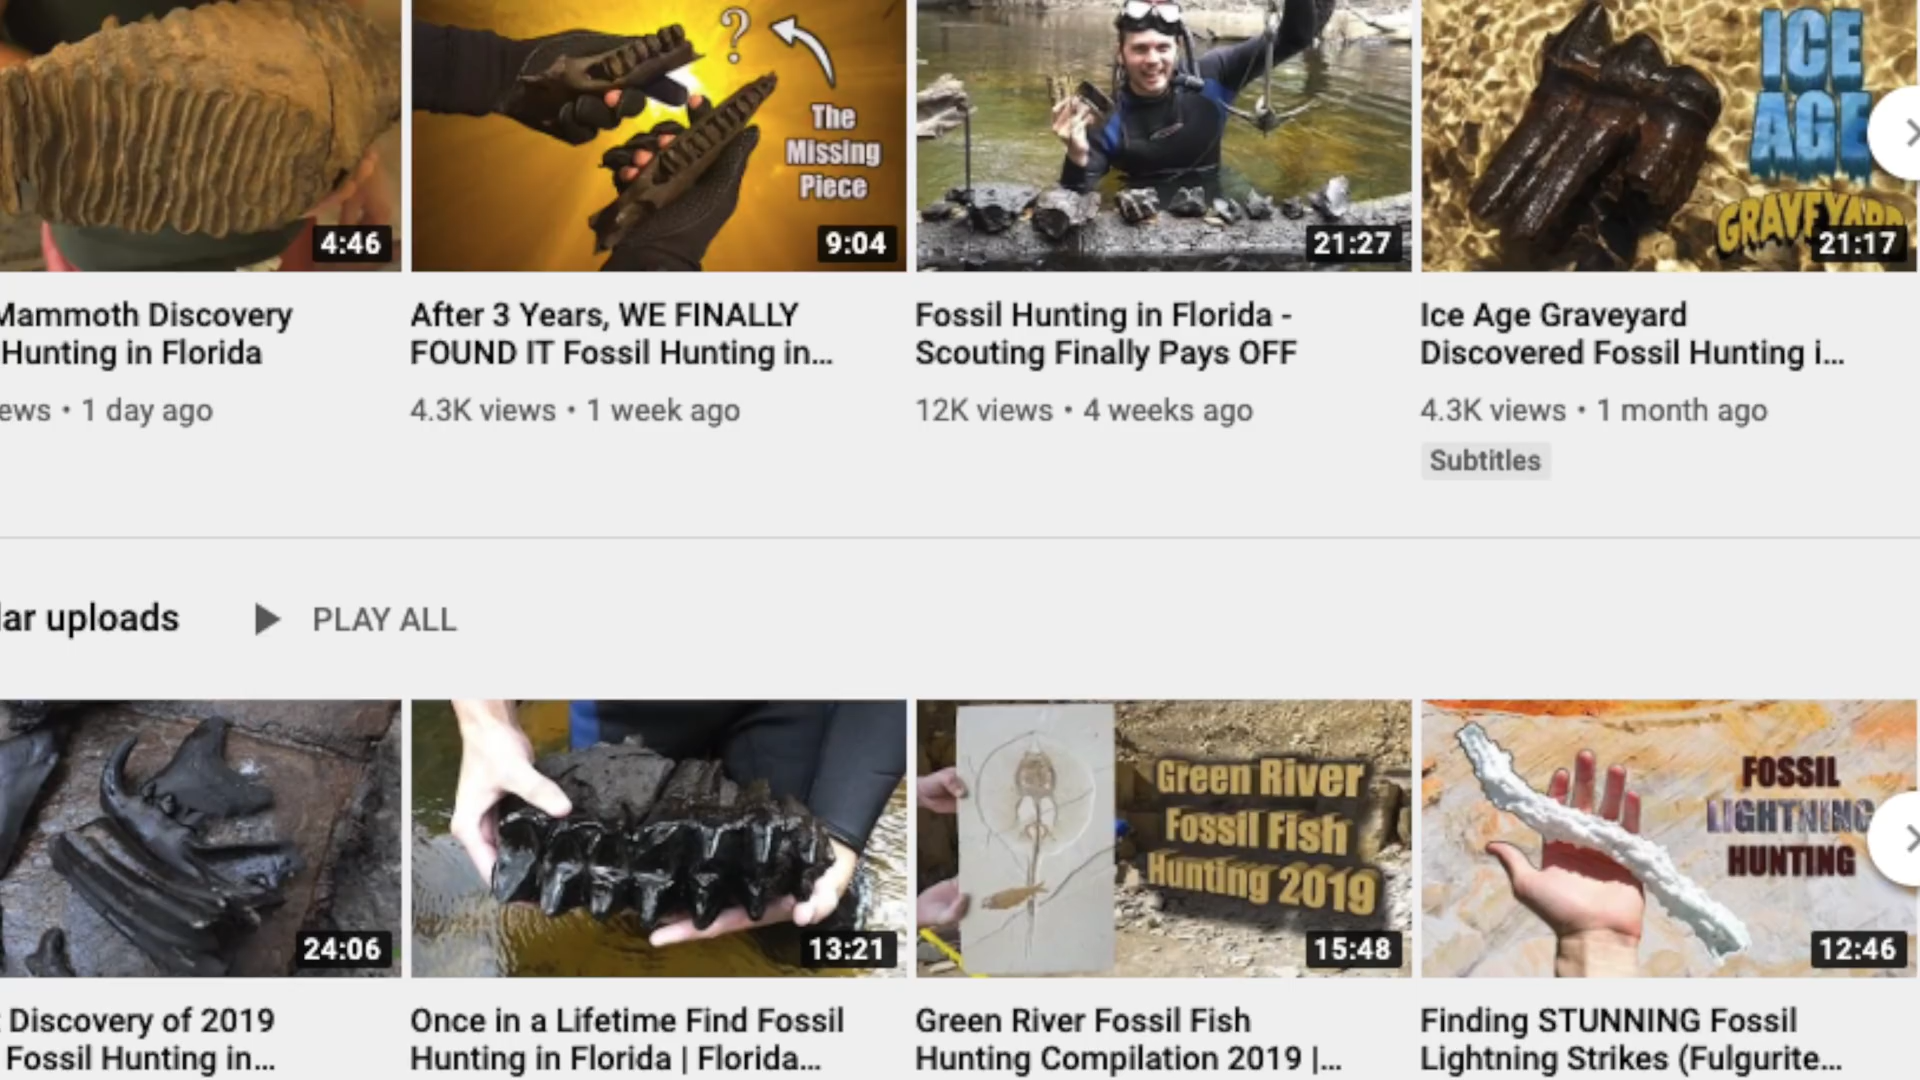 ?
The
Missing
Piece
ICE
AGE
GRAVEYARD
4:46
9:04
21:27
21:17
Mammoth Discovery
Hunting in Florida
ews • 1 day ago
After 3 Years, WE FINALLY
FOUND IT Fossil Hunting in...
4.3K views • 1 week ago
Fossil Hunting in Florida -
Scouting Finally Pays OFF
12K views • 4 weeks ago
Ice Age Graveyard
Discovered Fossil Hunting i...
4.3K views • 1 month ago
Subtitles
lar uploads
PLAY ALL
Green River
Fossil Fish
Hunting 2019
FOSSIL
LIGHTNING
HUNTING
24:06
13:21
15:48
12:46
Discovery of 2019
Fossil Hunting in...
Once in a Lifetime Find Fossil
Hunting in Florida | Florida...
Green River Fossil Fish
Hunting Compilation 2019 |...
Finding STUNNING Fossil
Lightning Strikes (Fulgurite...